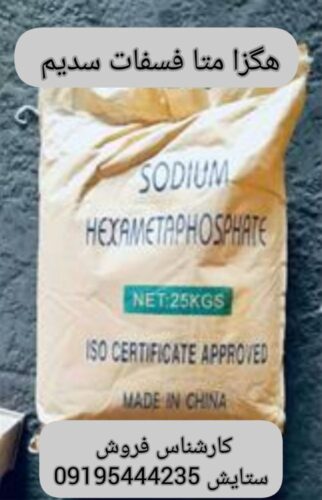 هگزا متا فسفات سدیم
SODIUM
HEXAMETAPHOSPHATE
NET:25KGS
ISO CERTIFICATE APPROVED
MADE IN CHINA
کارشناس فروش
ستایش 09195444235